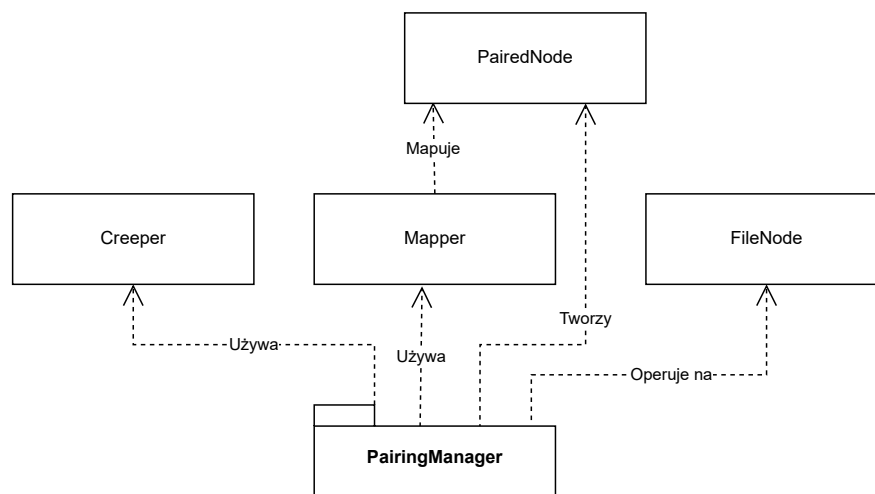 PairedNode
Mapuje
Creeper
Mapper
FileNode
Tworzy
Używa
Używa
Operuje na
PairingManager